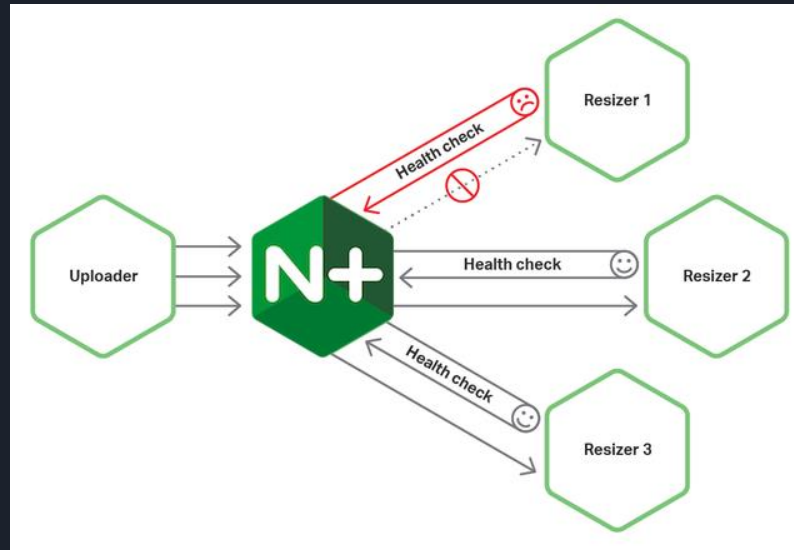 Resizer 1
Health check
Uploader
N+
Health check
Resizer 2
Health check
Resizer 3